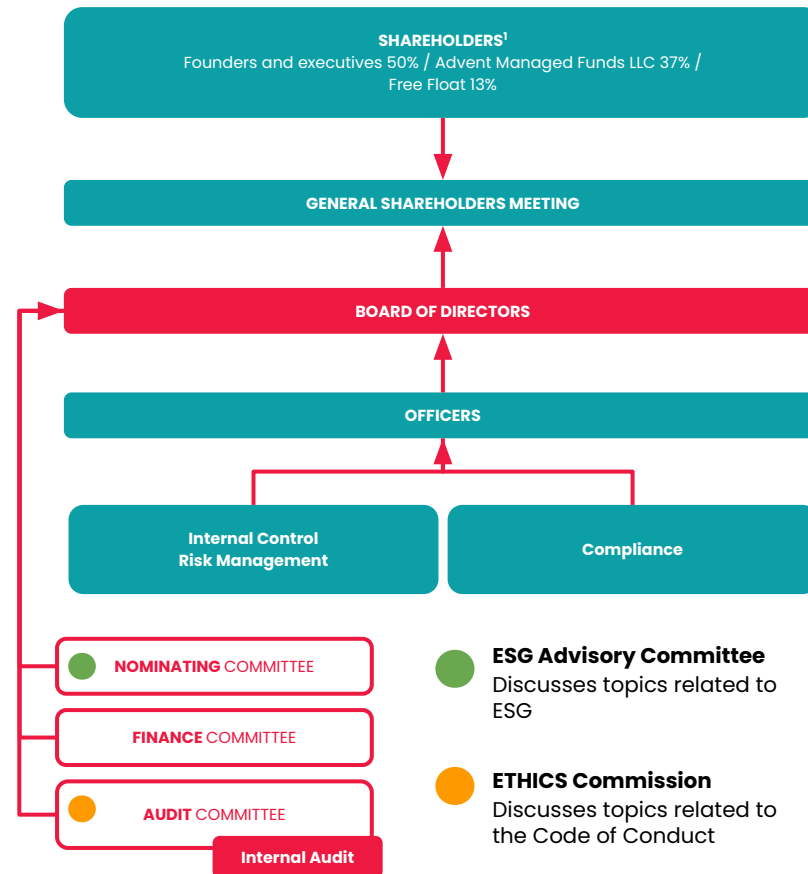 SHAREHOLDERS¹
Founders and executives 50% / Advent Managed Funds LLC 37% /
Free Float 13%
GENERAL SHAREHOLDERS MEETING
BOARD OF DIRECTORS
OFFICERS
Internal Control
Risk Management
Compliance
NOMINATING COMMITTEE
FINANCE COMMITTEE
AUDIT COMMITTEE
Internal Audit
ESG Advisory Committee
Discusses topics related to
ESG
ETHICS Commission
Discusses topics related to
the Code of Conduct